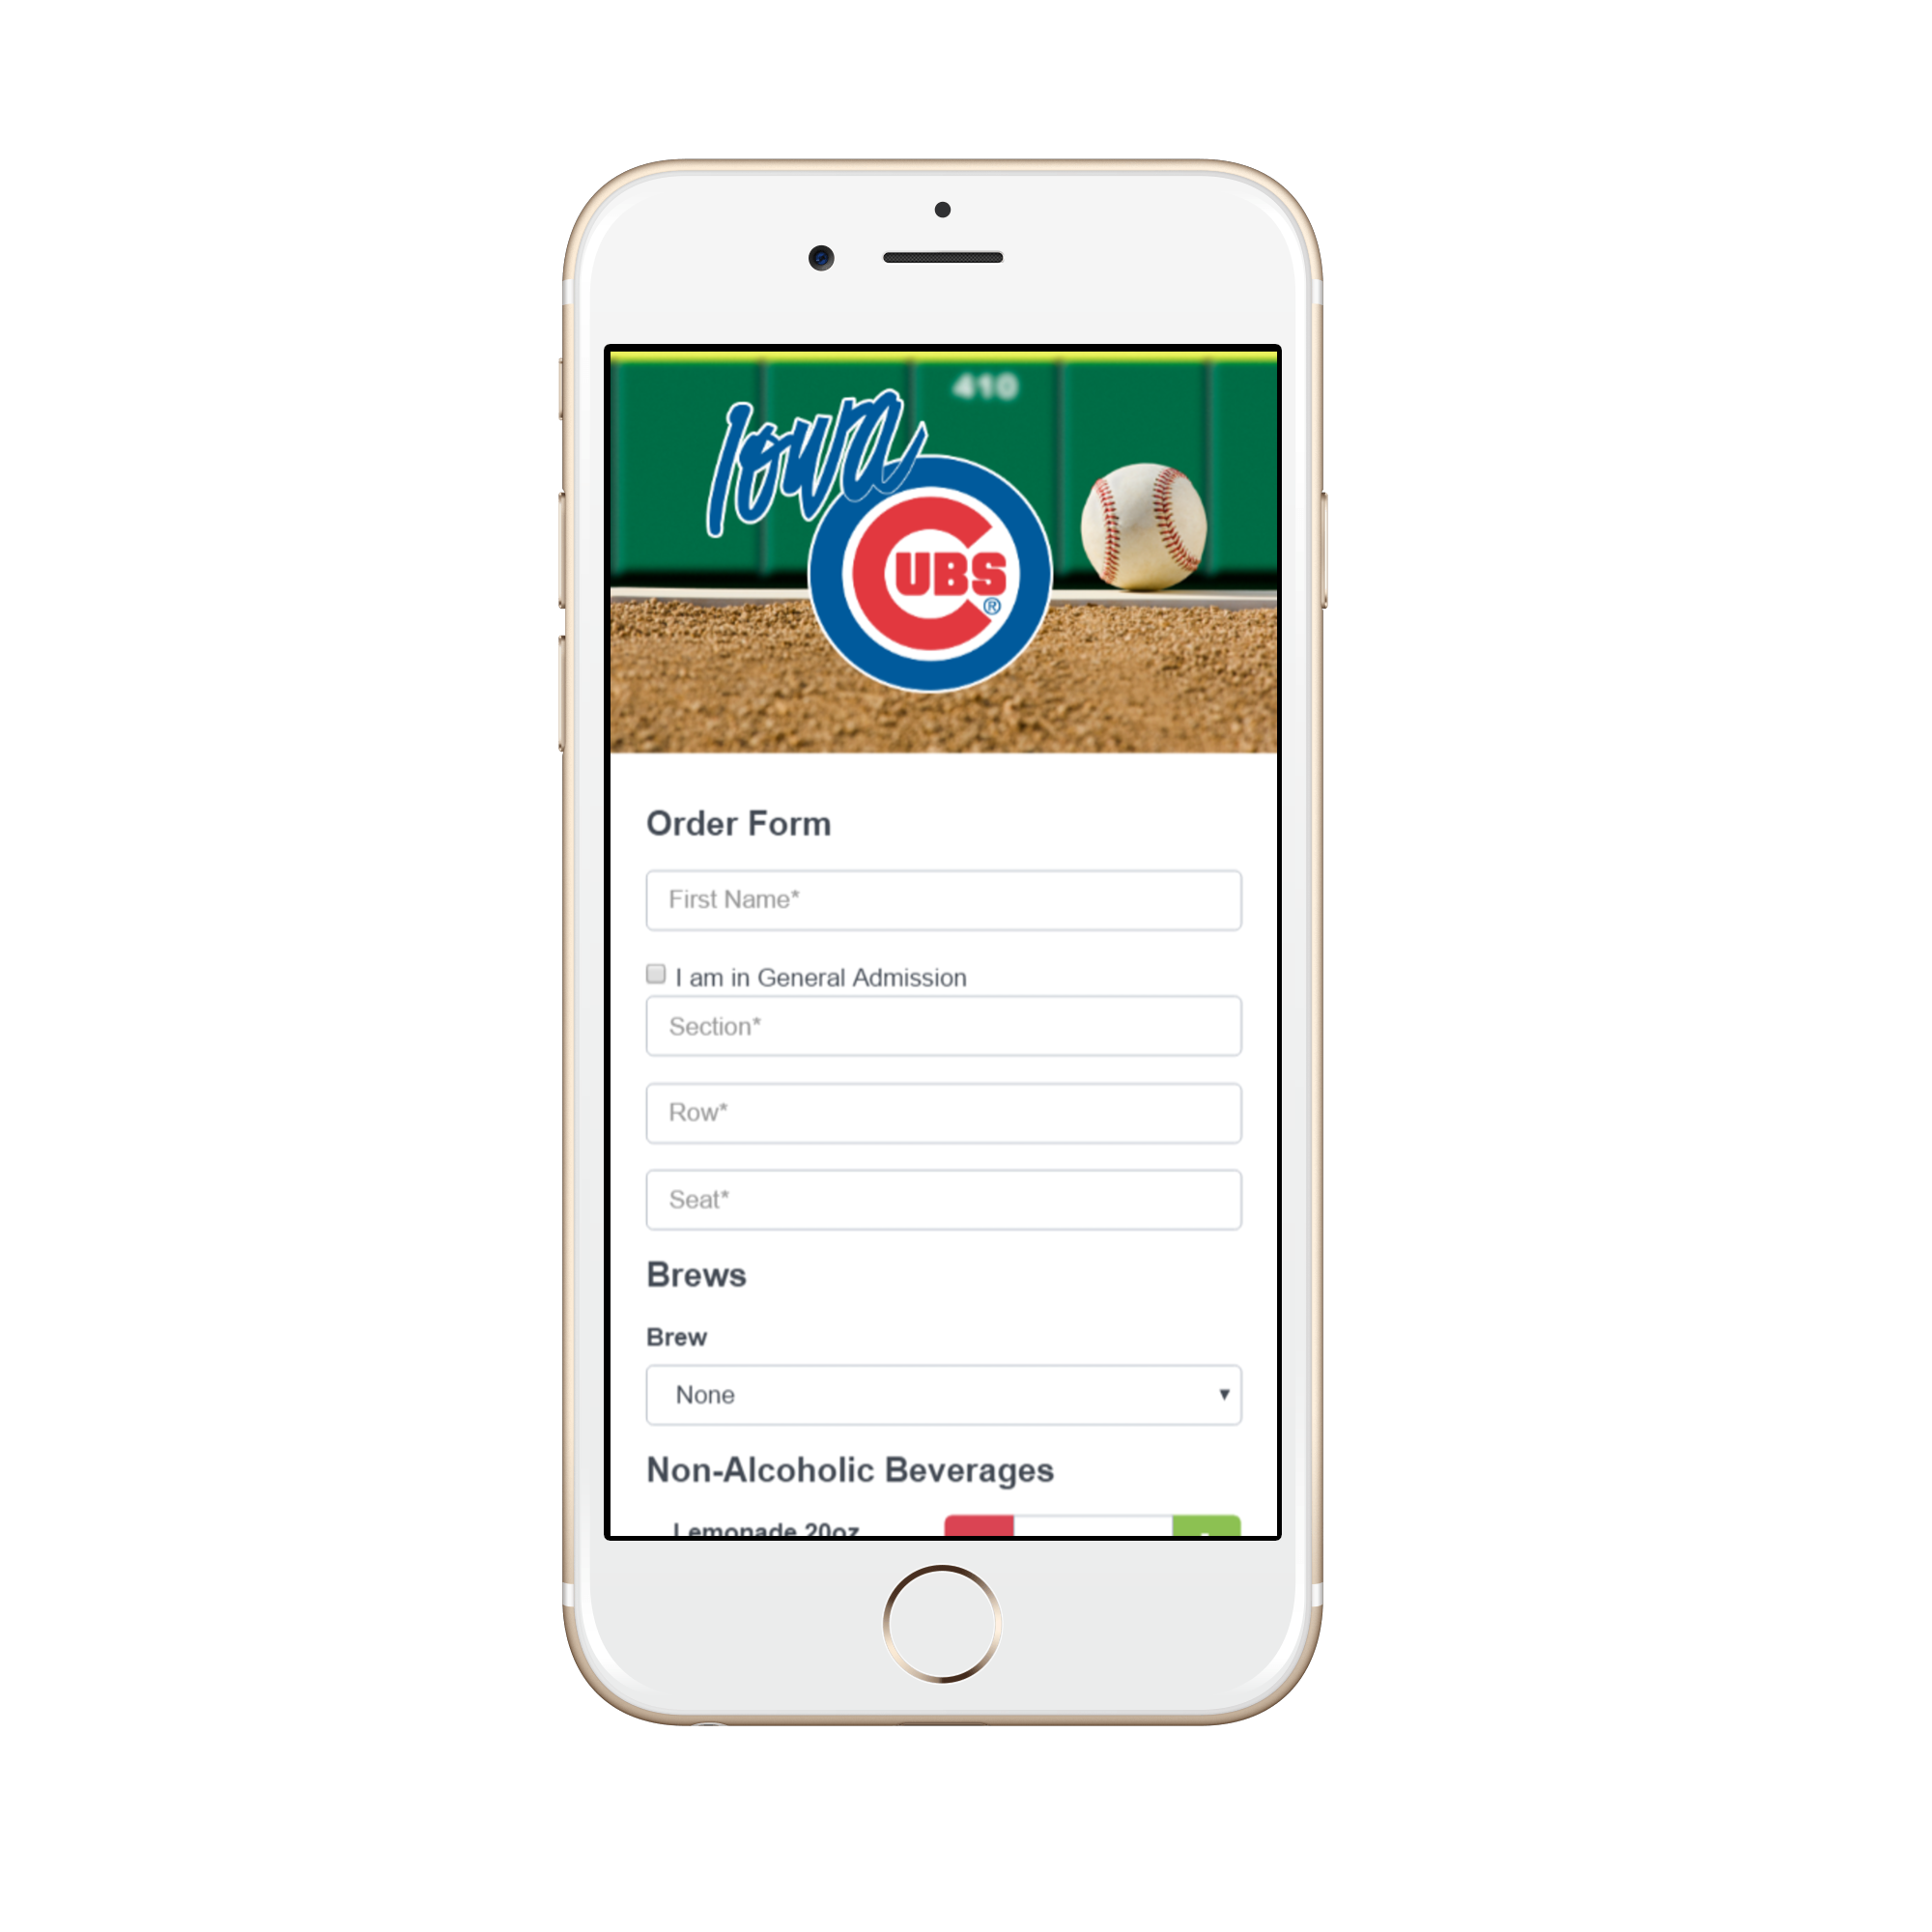 410
Iowa
CUBS
®
Order Form
First Name*
I am in General Admission
Section*
Row*
Seat*
Brews
Brew
None
Non-Alcoholic Beverages
Lemonade 20oz